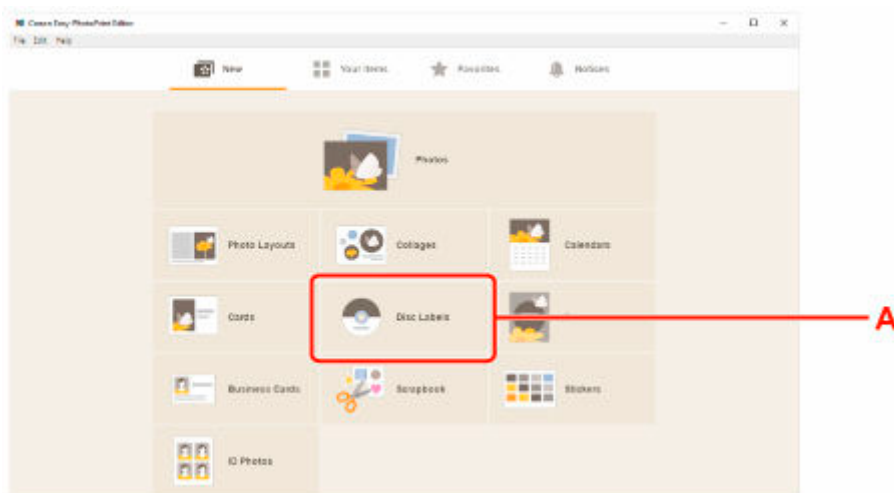 Canon Easy-PhotoPrint Editor
File Edit Help
New Your Items Favorites Notices
Photos
Photo Layouts Collages Calendars
Cards Disc Labels
A
Business Cards Scrapbook Stickers
ID Photos